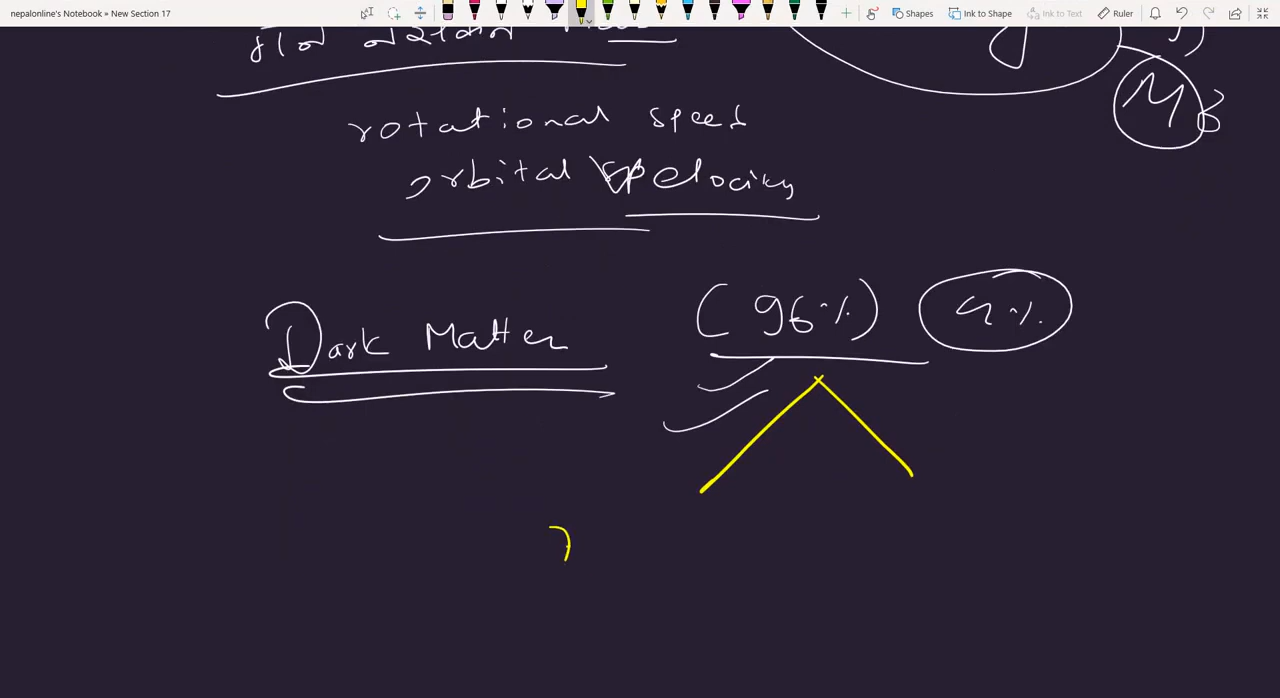 nepalonline's Notebook » New Section 17
Shapes Ink to Shape Ink to Text Ruler
rotational speed
orbital velocity
Dark Matter (96%) 4%